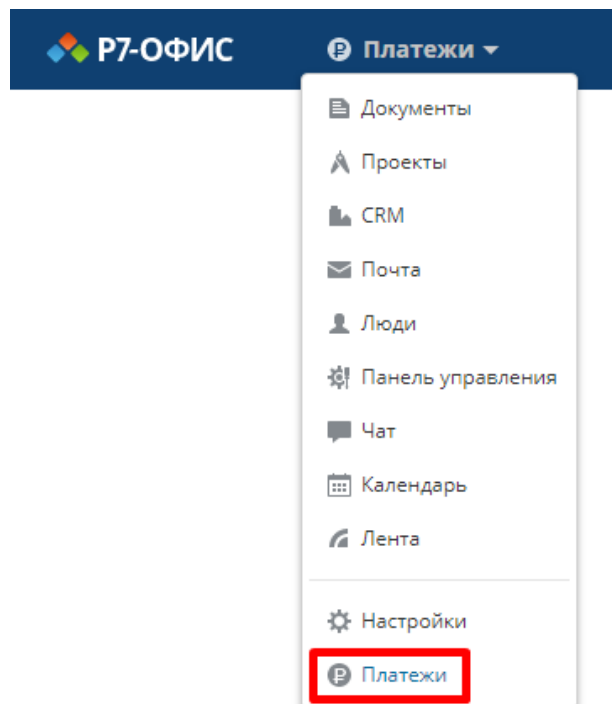 Р7-ОФИС
Платежи
Документы
Проекты
CRM
Почта
Люди
Панель управления
Чат
Календарь
Лента
Настройки
Платежи